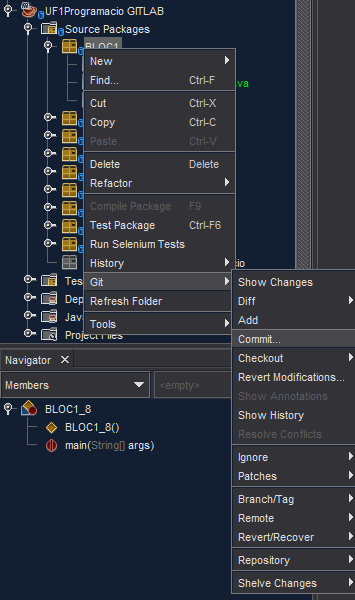 UF1Programacio GITLAB
Source Packages
BLOC1
New
Find... Ctrl-F
Cut Ctrl-X
Copy Ctrl-C
Paste Ctrl-V
Delete Delete
Refactor
Compile Package F9
Test Package Ctrl-F6
Run Selenium Tests
History
Git
Refresh Folder
Tools
ava
cio
Tes
Dep
Java
Project Files
Show Changes
Diff
Add
Commit...
Checkout
Revert Modifications...
Show Annotations
Show History
Resolve Conflicts
Ignore
Patches
Branch/Tag
Remote
Revert/Recover
Repository
Shelve Changes
Navigator
Members
<empty>
BLOC1_8
BLOC1_8()
main(String[] args)